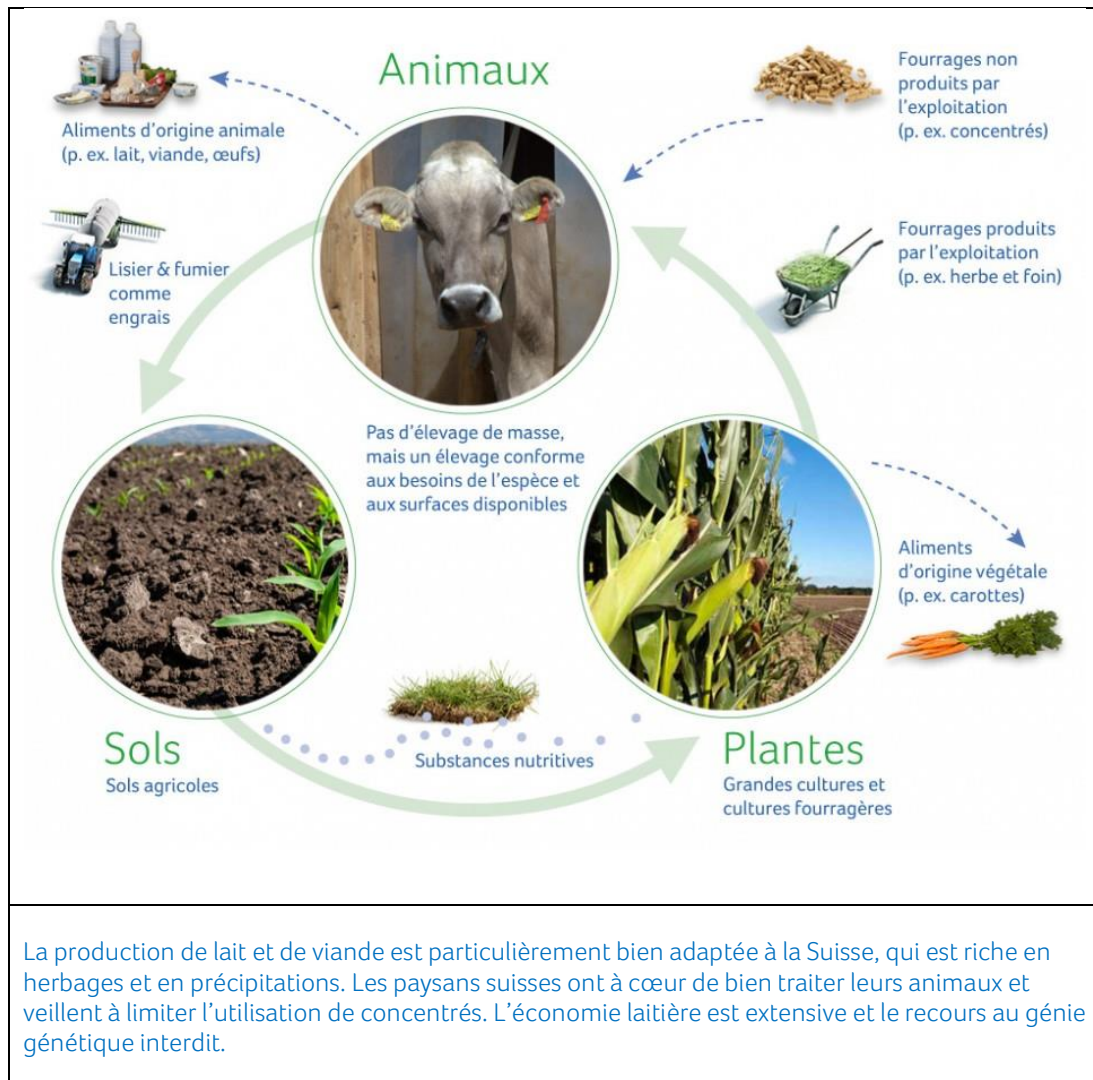 Animaux
Aliments d'origine animale
(p. ex. lait, viande, œufs)
Fourrages non
produits par
l'exploitation
(p. ex. concentrés)
Lisier & fumier
comme
engrais
Fourrages produits
par l'exploitation
(p. ex. herbe et foin)
Pas d'élevage de masse,
mais un élevage conforme
aux besoins de l'espèce et
aux surfaces disponibles
Aliments
d'origine végétale
(p. ex. carottes)
Sols
Sols agricoles
Substances nutritives
Plantes
Grandes cultures et
cultures fourragères
La production de lait et de viande est particulièrement bien adaptée à la Suisse, qui est riche en
herbages et en précipitations. Les paysans suisses ont à cœur de bien traiter leurs animaux et
veillent à limiter l'utilisation de concentrés. L'économie laitière est extensive et le recours au génie
génétique interdit.